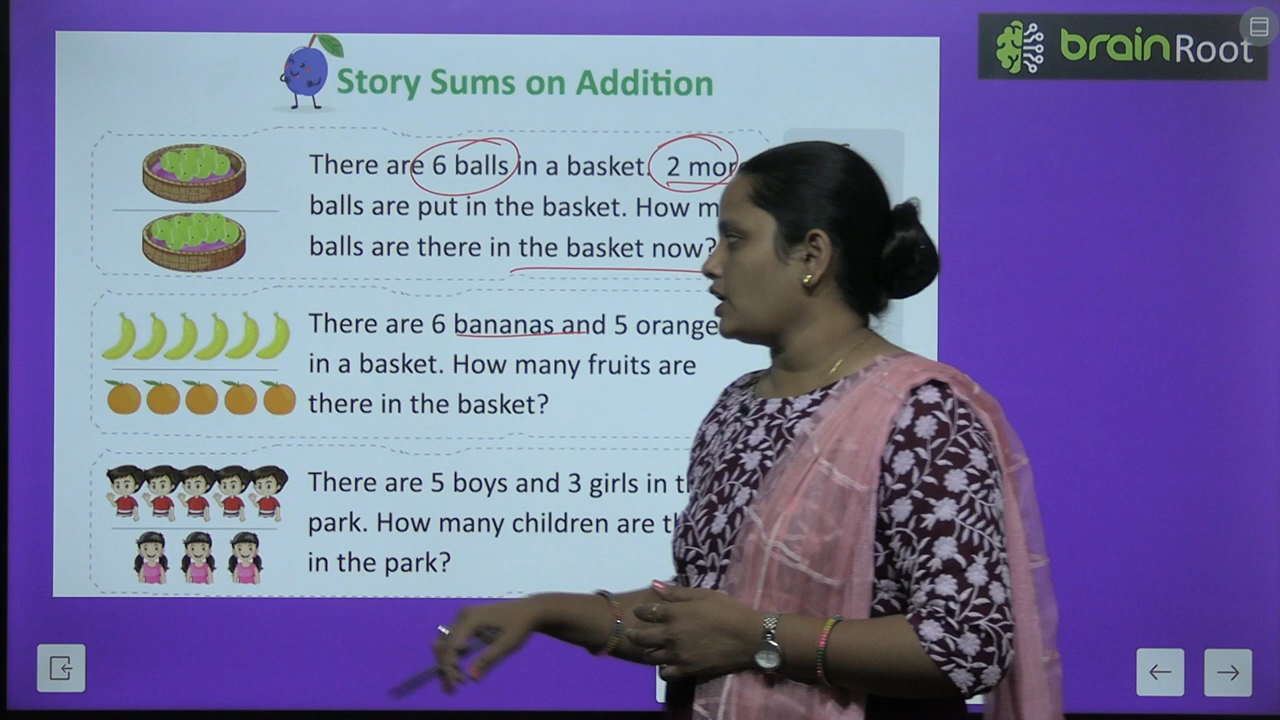 brainRoot
Story Sums on Addition
There are 6 balls in a basket. 2
balls are put in the basket. How
balls are there in the basket now?
There are 6 bananas and 5
in a basket. How many fruits are
there in the basket?
There are 5 boys and 3 girls in
park. How many children are
in the park?